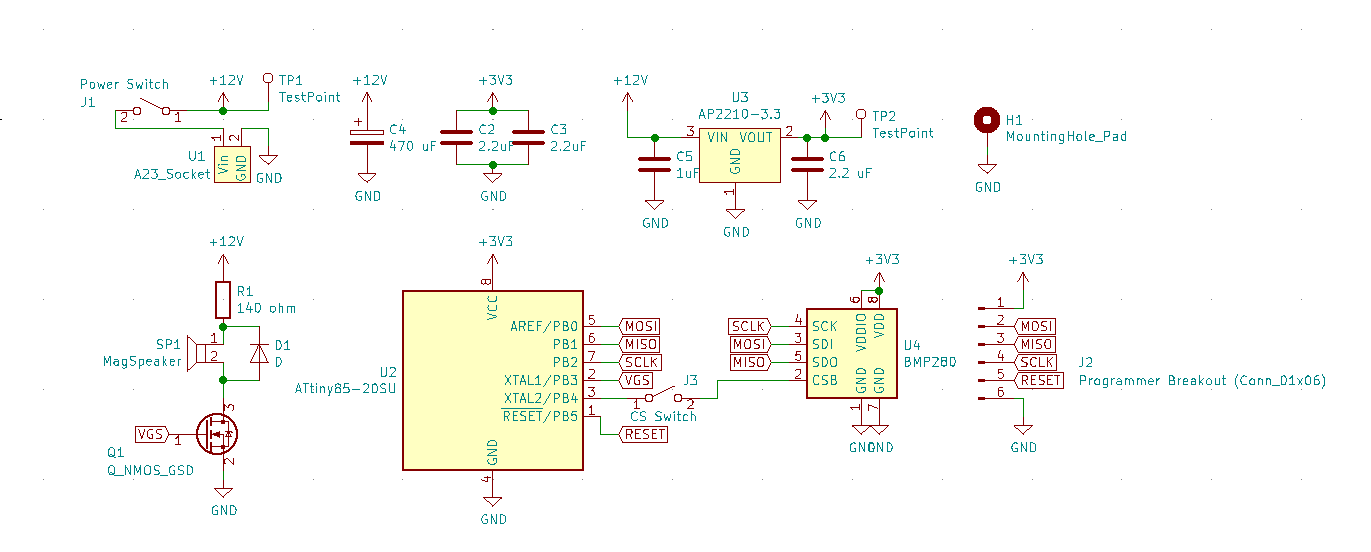 Power Switch
J1
2
1
+12V
TP1
TestPoint
1
2
Vin
GND
U1
A23_Socket
GND
+12V
+
C4
470 uF
GND
+3V3
C2
2.2uF
C3
2.2uF
GND
+12V
C5
1uF
GND
U3
AP2210-3.3
3
VIN
VOUT
2
GND
1
GND
+3V3
TP2
TestPoint
C6
2.2 uF
GND
H1
MountingHole_Pad
GND
+12V
R1
140 ohm
SP1
MagSpeaker
1
2
D1
D
VGS
1
3
2
Q1
Q_NMOS_GSD
GND
+3V3
8
VCC
U2
ATtiny85-20SU
AREF/PB0
5
MOSI
PB1
6
MISO
PB2
7
SCLK
XTAL1/PB3
2
VGS
XTAL2/PB4
3
RESET/PB5
1
RESET
GND
4
GND
J3
1
2
CS Switch
+3V3
6
8
VDDIO
VDD
SCLK
4
SCK
MOSI
3
SDI
MISO
5
SDO
2
CSB
U4
BMP280
GND
GND
1
7
GND
GND
+3V3
1
2
MOSI
3
MISO
4
SCLK
5
RESET
6
J2
Programmer Breakout (Conn_01x06)
GND